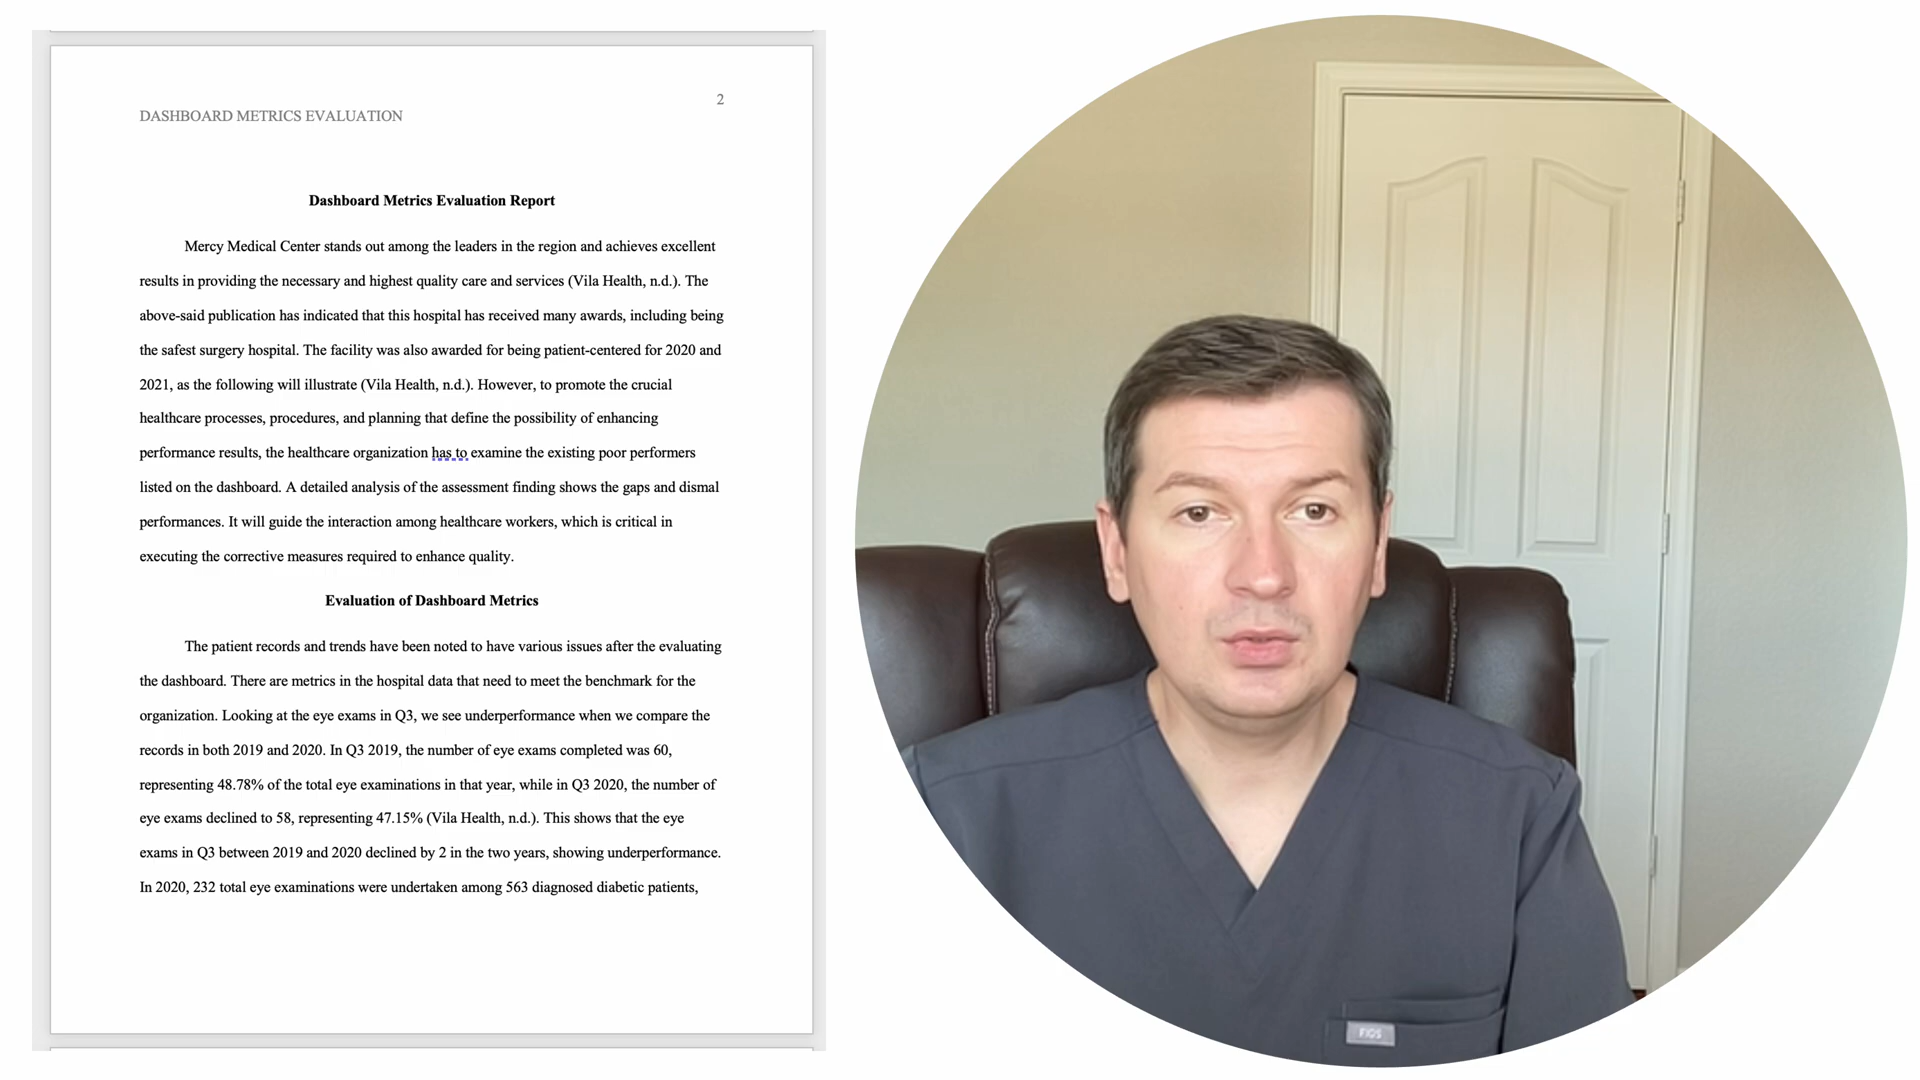 2
DASHBOARD METRICS EVALUATION
Dashboard Metrics Evaluation Report
Mercy Medical Center stands out among the leaders in the region and achieves excellent
results in providing the necessary and highest quality care and services (Vila Health, n.d.). The
above-said publication has indicated that this hospital has received many awards, including being
the safest surgery hospital. The facility was also awarded for being patient-centered for 2020 and
2021, as the following will illustrate (Vila Health, n.d.). However, to promote the crucial
healthcare processes, procedures, and planning that define the possibility of enhancing
performance results, the healthcare organization has to examine the existing poor performers
listed on the dashboard. A detailed analysis of the assessment finding shows the gaps and dismal
performances. It will guide the interaction among healthcare workers, which is critical in
executing the corrective measures required to enhance quality.
Evaluation of Dashboard Metrics
The patient records and trends have been noted to have various issues after the evaluating
the dashboard. There are metrics in the hospital data that need to meet the benchmark for the
organization. Looking at the eye exams in Q3, we see underperformance when we compare the
records in both 2019 and 2020. In Q3 2019, the number of eye exams completed was 60,
representing 48.78% of the total eye examinations in that year, while in Q3 2020, the number of
eye exams declined to 58, representing 47.15% (Vila Health, n.d.). This shows that the eye
exams in Q3 between 2019 and 2020 declined by 2 in the two years, showing underperformance.
In 2020, 232 total eye examinations were undertaken among 563 diagnosed diabetic patients,
FIGS